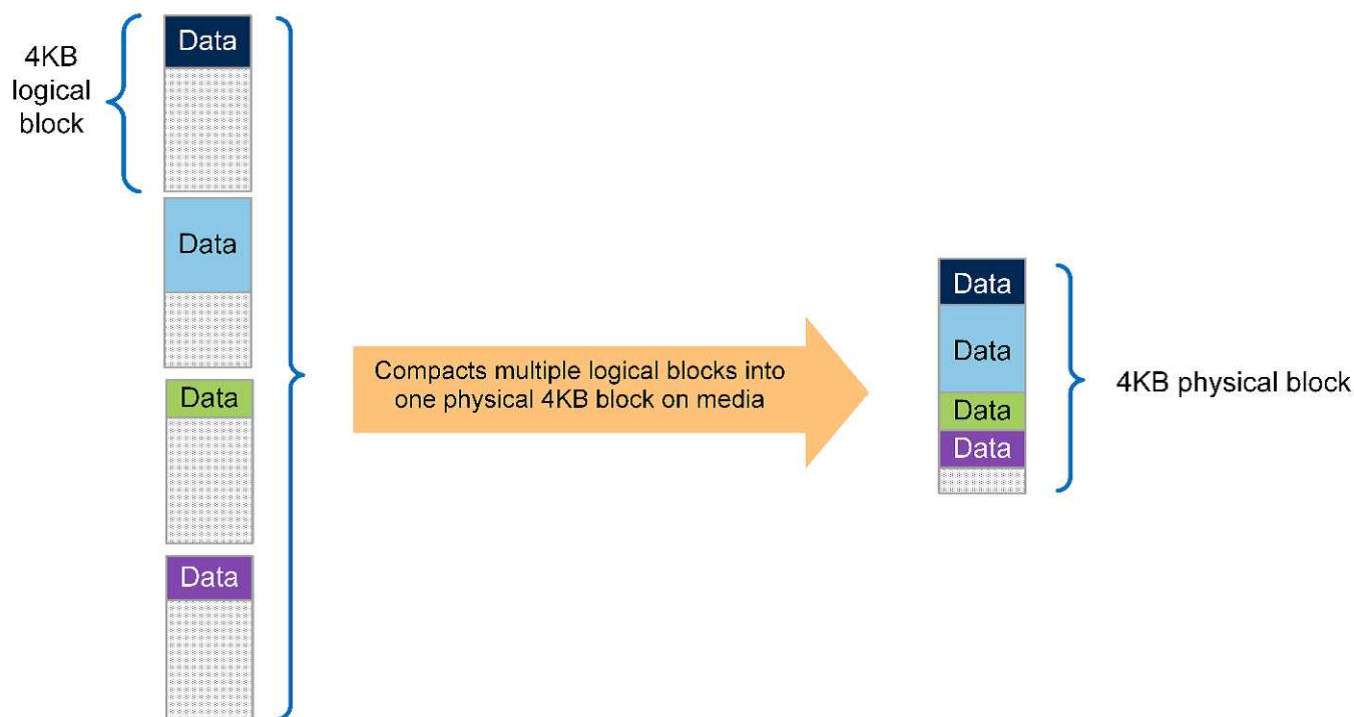 4KB
logical
block
Data
Data
Data
Data
Compacts multiple logical blocks into
one physical 4KB block on media
Data
Data
Data
Data
4KB physical block